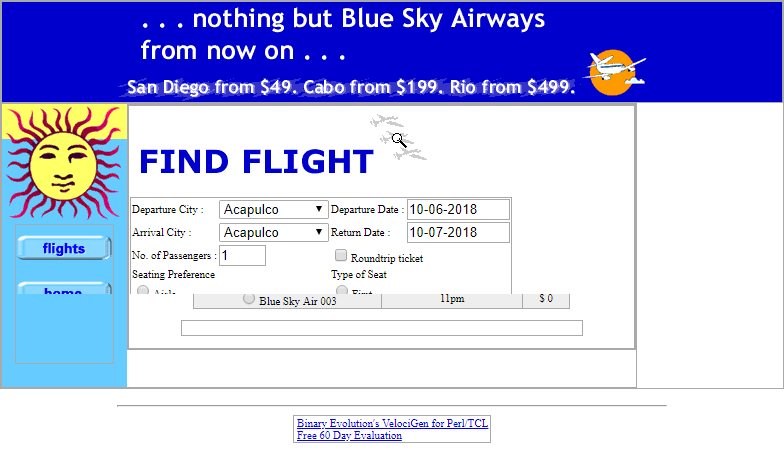 . . . nothing but Blue Sky Airways
from now on . . .
San Diego from $49. Cabo from $199. Rio from $499.
FIND FLIGHT
Departure City : Acapulco Departure Date : 10-06-2018
Arrival City : Acapulco Return Date : 10-07-2018
No. of Passengers : 1 Roundtrip ticket
Seating Preference Type of Seat
Aisle First
flights
home
Blue Sky Air 003 11pm $ 0
Binary Evolution's VelociGen for Perl/TCL
Free 60 Day Evaluation